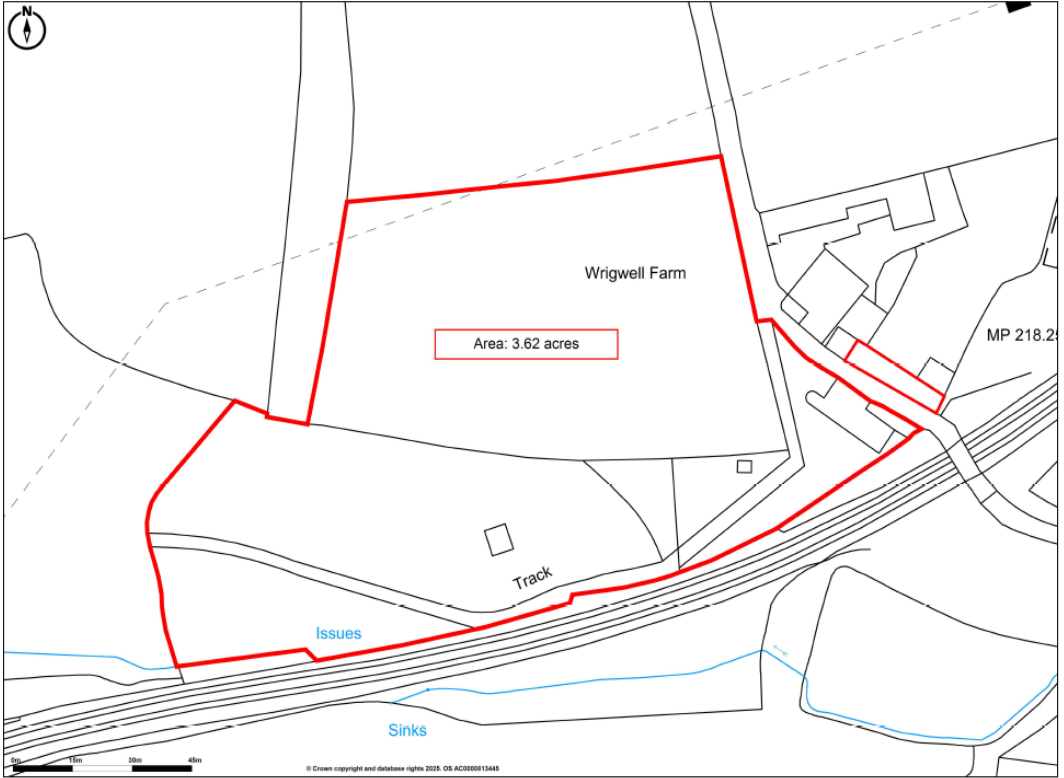 N
Wrigwell Farm
Area: 3.62 acres
MP 218.25
Track
Issues
Sinks
0m 15m 30m 45m
© Crown copyright and database rights 2025. OS AC0000813445